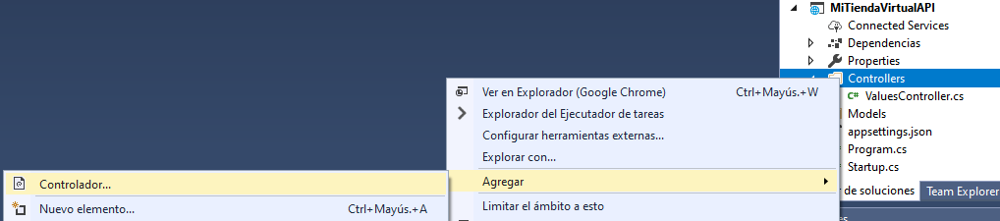 MiTiendaVirtualAPI
Connected Services
Dependencias
Properties
Controllers
C# ValuesController.cs
Models
appsettings.json
Program.cs
Startup.cs
de soluciones Team Explorer
Ver en Explorador (Google Chrome) Ctrl+Mayús.+W
Explorador del Ejecutador de tareas
Configurar herramientas externas...
Explorar con...
Agregar
Limitar el ámbito a esto
Controlador...
Nuevo elemento... Ctrl+Mayús.+A